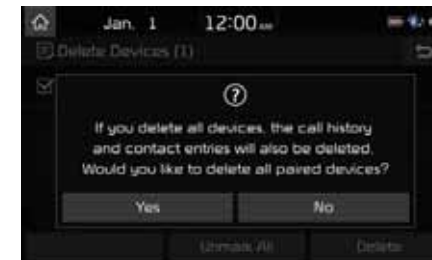 Jan. 1 12:00 AM
Delete Devices (1)
If you delete all devices, the call history
and contact entries will also be deleted.
Would you like to delete all paired devices?
Yes No
Unmark All Delete